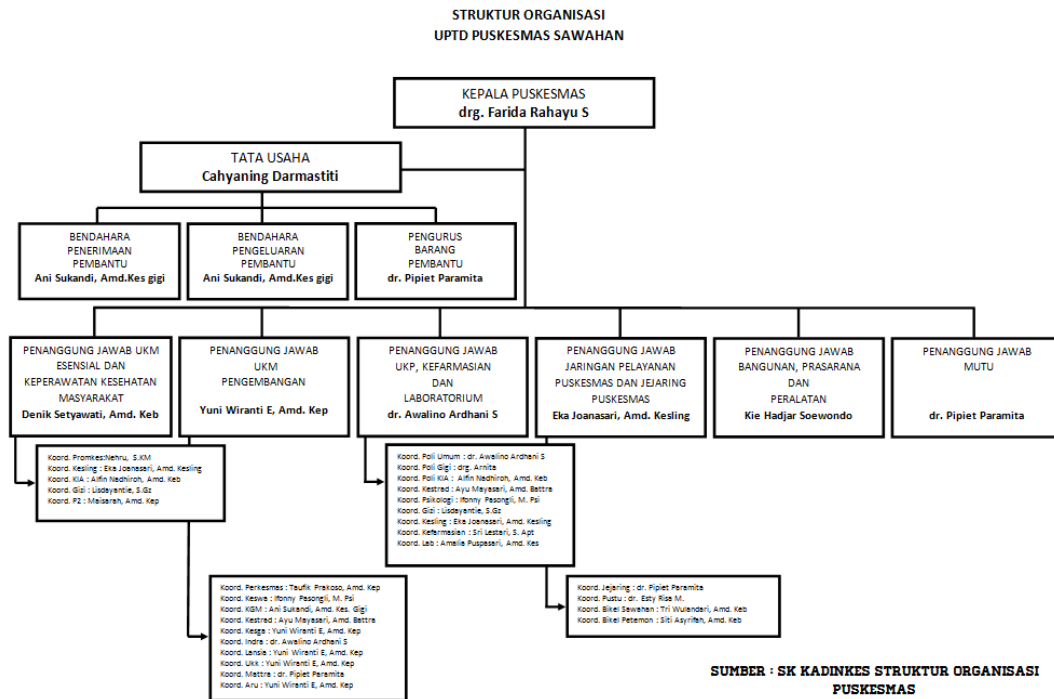 STRUKTUR ORGANISASI
UPTD PUSKESMAS SAWAHAN
KEPALA PUSKESMAS
drg. Farida Rahayu S
TATA USAHA
Cahyaning Darmastiti
BENDAHARA
PENERIMAAN
PEMBANTU
Ani Sukandi, Amd.Kes gigi
BENDAHARA
PENGELUARAN
PEMBANTU
Ani Sukandi, Amd.Kes gigi
PENGURUS
BARANG
PEMBANTU
dr. Pipiet Paramita
PENANGGUNG JAWAB UKM
ESENSIAL DAN
KEPERAWATAN KESEHATAN
MASYARAKAT
Denik Setyawati, Amd. Keb
PENANGGUNG JAWAB
UKM
PENGEMBANGAN
Yuni Wiranti E, Amd. Kep
PENANGGUNG JAWAB
UKP, KEFARMASIAN
DAN
LABORATORIUM
dr. Awalino Ardhani S
PENANGGUNG JAWAB
JARINGAN PELAYANAN
PUSKESMAS DAN JEJARING
PUSKESMAS
Eka Joanasari, Amd. Kesling
PENANGGUNG JAWAB
BANGUNAN, PRASARANA
DAN
PERALATAN
Kie Hadjar Soewondo
PENANGGUNG JAWAB
MUTU
dr. Pipiet Paramita
Koord. Promkes:Nehru, S.KM
Koord. Kesling : Eka Joanasari, Amd. Kesling
Koord. KIA : Alfin Nadhiroh, Amd. Keb
Koord. Gizi : Lisdayantie, S.Gz
Koord. P2 : Maisarah, Amd. Kep
Koord. Poli Umum : dr. Awalino Ardhani S
Koord. Poli Gigi : drg. Arnita
Koord. Poli KIA : Alfin Nadhiroh, Amd. Keb
Koord. Kestrad : Ayu Mayasari, Amd. Battra
Koord. Psikologi : Ifonny Pasongli, M. Psi
Koord. Gizi : Lisdayantie, S.Gz
Koord. Kesling : Eka Joanasari, Amd. Kesling
Koord. Kefarmasian : Sri Lestari, S. Apt
Koord. Lab : Amalia Puspasari, Amd. Kes
Koord. Perkesmas : Taufik Prakoso, Amd. Kep
Koord. Keswa : Ifonny Pasongli, M. Psi
Koord. KGM : Ani Sukandi, Amd. Kes. Gigi
Koord. Kestrad : Ayu Mayasari, Amd. Battra
Koord. Kesga : Yuni Wiranti E, Amd. Kep
Koord. Indra : dr. Awalino Ardhani S
Koord. Lansia : Yuni Wiranti E, Amd. Kep
Koord. Ukk : Yuni Wiranti E, Amd. Kep
Koord. Mattra : dr. Pipiet Paramita
Koord. Aru : Yuni Wiranti E, Amd. Kep
Koord. Jejaring : dr. Pipiet Paramita
Koord. Pustu : dr. Esty Risa M.
Koord. Bikel Sawahan : Tri Wulandari, Amd. Keb
Koord. Bikel Petemon : Siti Asyrifah, Amd. Keb
SUMBER : SK KADINKES STRUKTUR ORGANISASI
PUSKESMAS